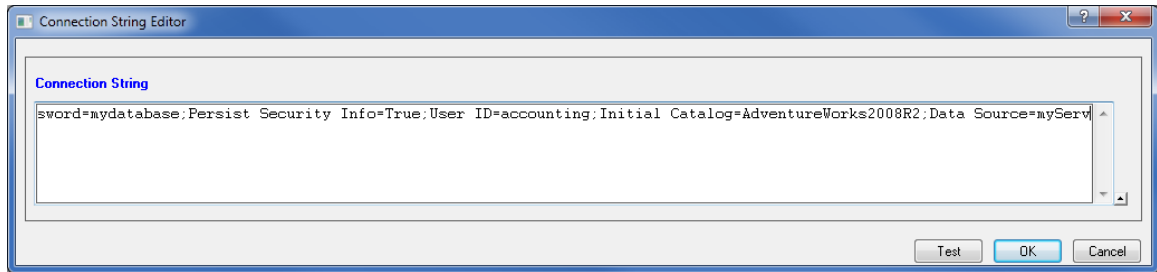 Connection String Editor
?
X
Connection String
sword=mydatabase;Persist Security Info=True;User ID=accounting;Initial Catalog=AdventureWorks2008R2;Data Source=myServ
Test OK Cancel